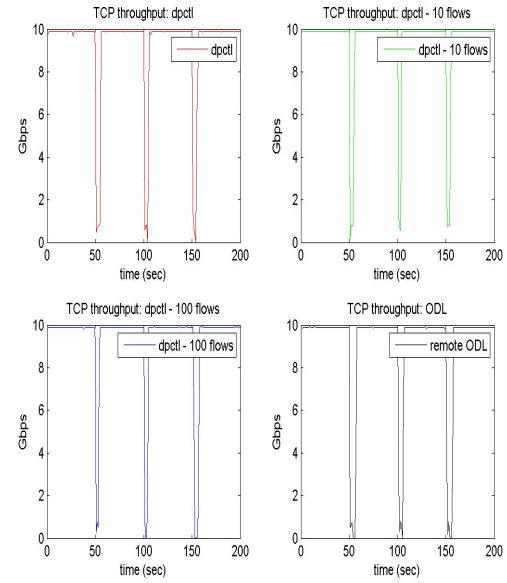 TCP throughput: dpctl
10
8
6
4
2
0
Gbps
dpctl
0 50 100 150 200
time (sec)
TCP throughput: dpctl - 10 flows
10
8
6
4
2
0
Gbps
dpctl - 10 flows
0 50 100 150 200
time (sec)
TCP throughput: dpctl - 100 flows
10
8
6
4
2
0
Gbps
dpctl - 100 flows
0 50 100 150 200
time (sec)
TCP throughput: ODL
10
8
6
4
2
0
Gbps
remote ODL
0 50 100 150 200
time (sec)